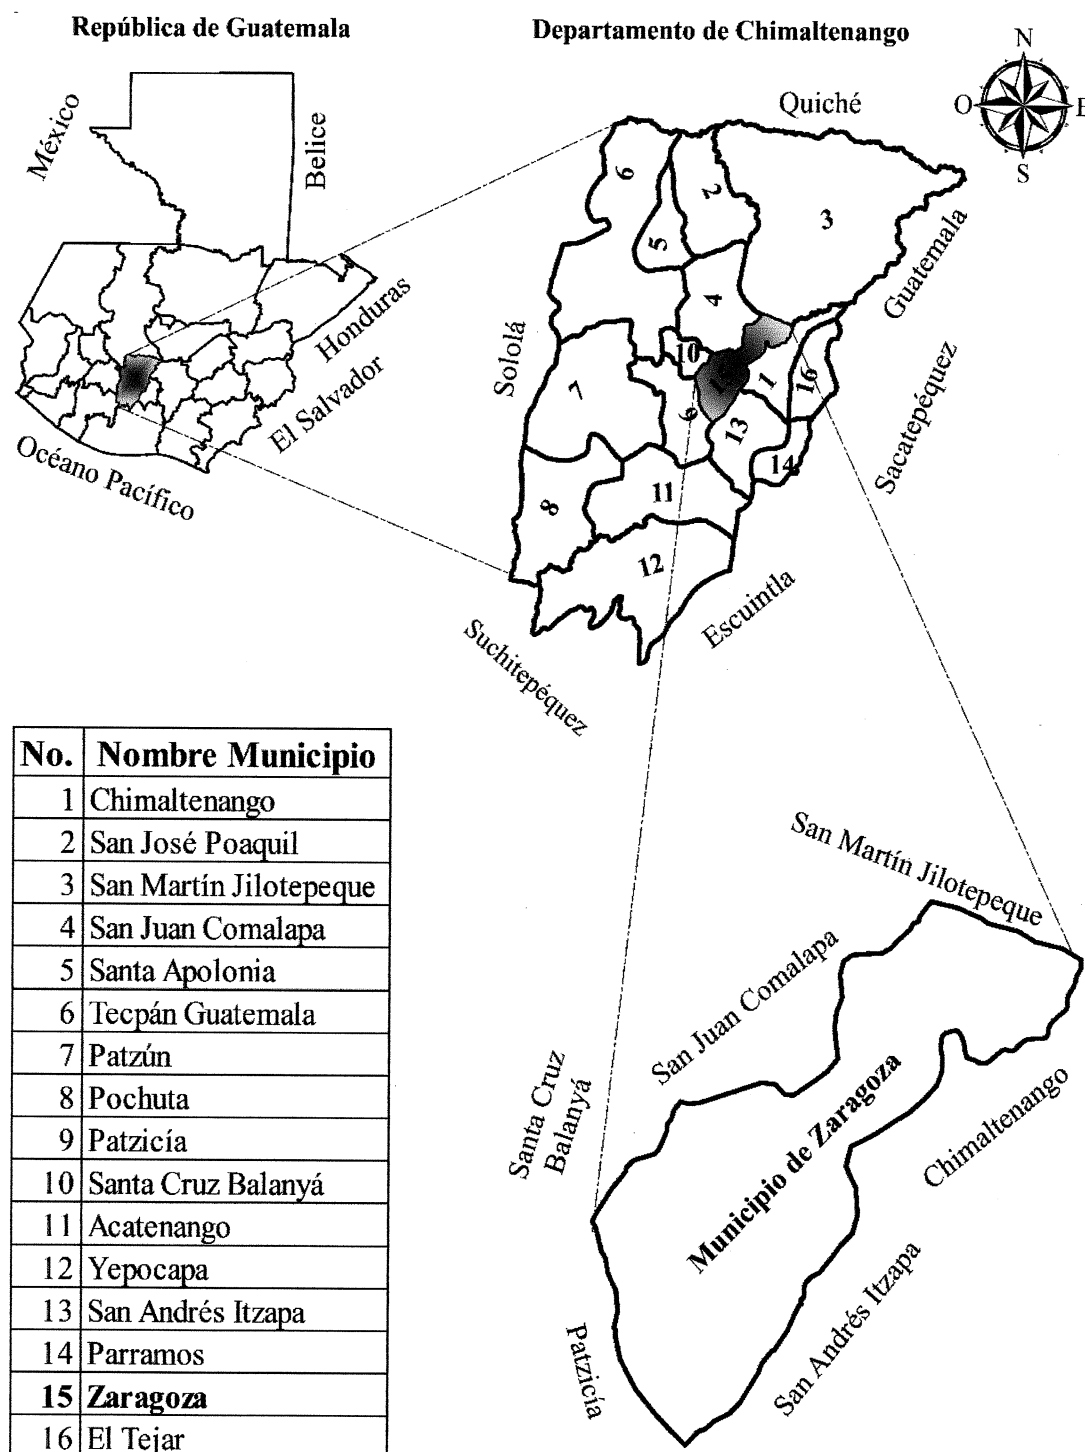 República de Guatemala
Departamento de Chimaltenango
N
O
E
S
México
Belice
Honduras
El Salvador
Océano Pacífico
Quiché
Guatemala
Sololá
Sacatepéquez
Escuintla
Suchitepéquez
6
2
3
5
4
10
7
9
1
16
13
14
8
11
12
No. Nombre Municipio
1 Chimaltenango
2 San José Poaquil
3 San Martín Jilotepeque
4 San Juan Comalapa
5 Santa Apolonia
6 Tecpán Guatemala
7 Patzún
8 Pochuta
9 Patzicía
10 Santa Cruz Balanyá
11 Acatenango
12 Yepocapa
13 San Andrés Itzapa
14 Parramos
15 Zaragoza
16 El Tejar
San Martín Jilotepeque
San Juan Comalapa
Santa Cruz
Balanyá
Municipio de Zaragoza
Chimaltenango
San Andrés Itzapa
Patzicía